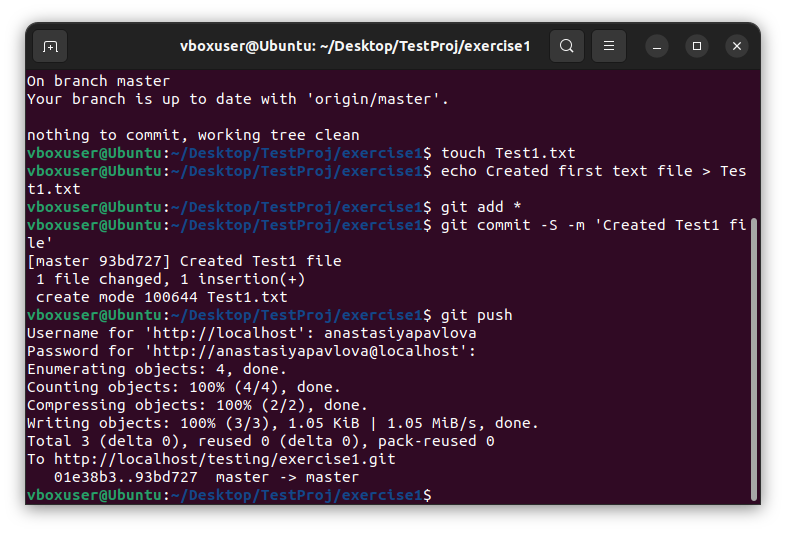 vboxuser@Ubuntu: ~/Desktop/TestProj/exercise1
On branch master
Your branch is up to date with 'origin/master'.
nothing to commit, working tree clean
vboxuser@Ubuntu:~/Desktop/TestProj/exercise1$ touch Test1.txt
vboxuser@Ubuntu:~/Desktop/TestProj/exercise1$ echo Created first text file > Tes
t1.txt
vboxuser@Ubuntu:~/Desktop/TestProj/exercise1$ git add *
vboxuser@Ubuntu:~/Desktop/TestProj/exercise1$ git commit -S -m 'Created Test1 fi
le'
[master 93bd727] Created Test1 file
 1 file changed, 1 insertion(+)
 create mode 100644 Test1.txt
vboxuser@Ubuntu:~/Desktop/TestProj/exercise1$ git push
Username for 'http://localhost': anastasiyapavlova
Password for 'http://anastasiyapavlova@localhost':
Enumerating objects: 4, done.
Counting objects: 100% (4/4), done.
Compressing objects: 100% (2/2), done.
Writing objects: 100% (3/3), 1.05 KiB | 1.05 MiB/s, done.
Total 3 (delta 0), reused 0 (delta 0), pack-reused 0
To http://localhost/testing/exercise1.git
   01e38b3..93bd727  master -> master
vboxuser@Ubuntu:~/Desktop/TestProj/exercise1$